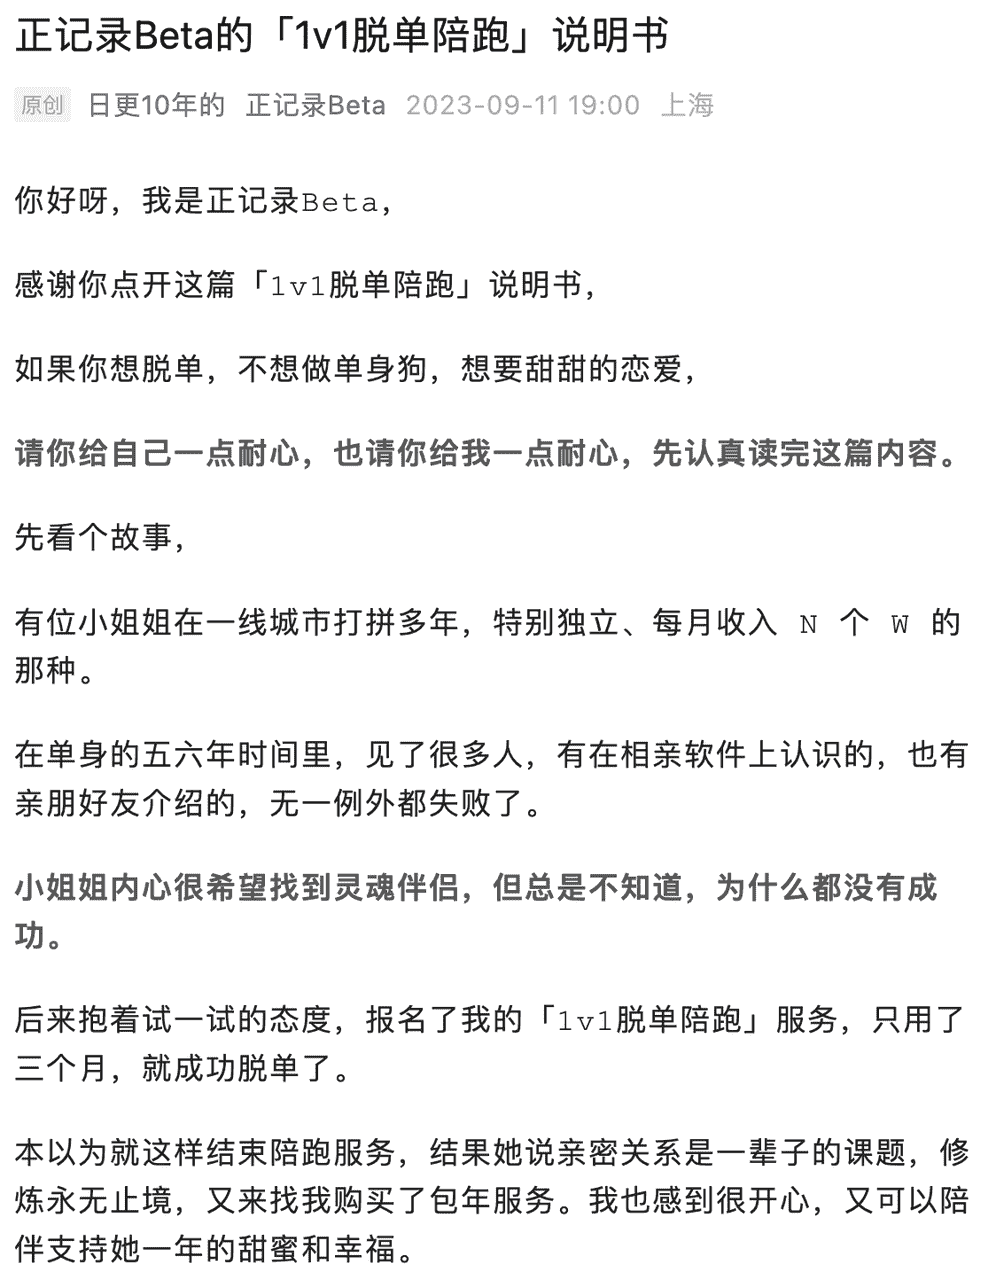 正记录Beta的「1v1脱单陪跑」说明书
原创 日更10年的 正记录Beta 2023-09-11 19:00 上海
你好呀，我是正记录Beta，
感谢你点开这篇「1v1脱单陪跑」说明书，
如果你想脱单，不想做单身狗，想要甜甜的恋爱，
请你给自己一点耐心，也请你给我一点耐心，先认真读完这篇内容。
先看个故事，
有位小姐姐在一线城市打拼多年，特别独立、每月收入 N 个 W 的
那种。
在单身的五六年时间里，见了很多人，有在相亲软件上认识的，也有
亲朋好友介绍的，无一例外都失败了。
小姐姐内心很希望找到灵魂伴侣，但总是不知道，为什么都没有成
功。
后来抱着试一试的态度，报名了我的「1v1脱单陪跑」服务，只用了
三个月，就成功脱单了。
本以为就这样结束陪跑服务，结果她说亲密关系是一辈子的课题，修
炼永无止境，又来找我购买了包年服务。我也感到很开心，又可以陪
伴支持她一年的甜蜜和幸福。